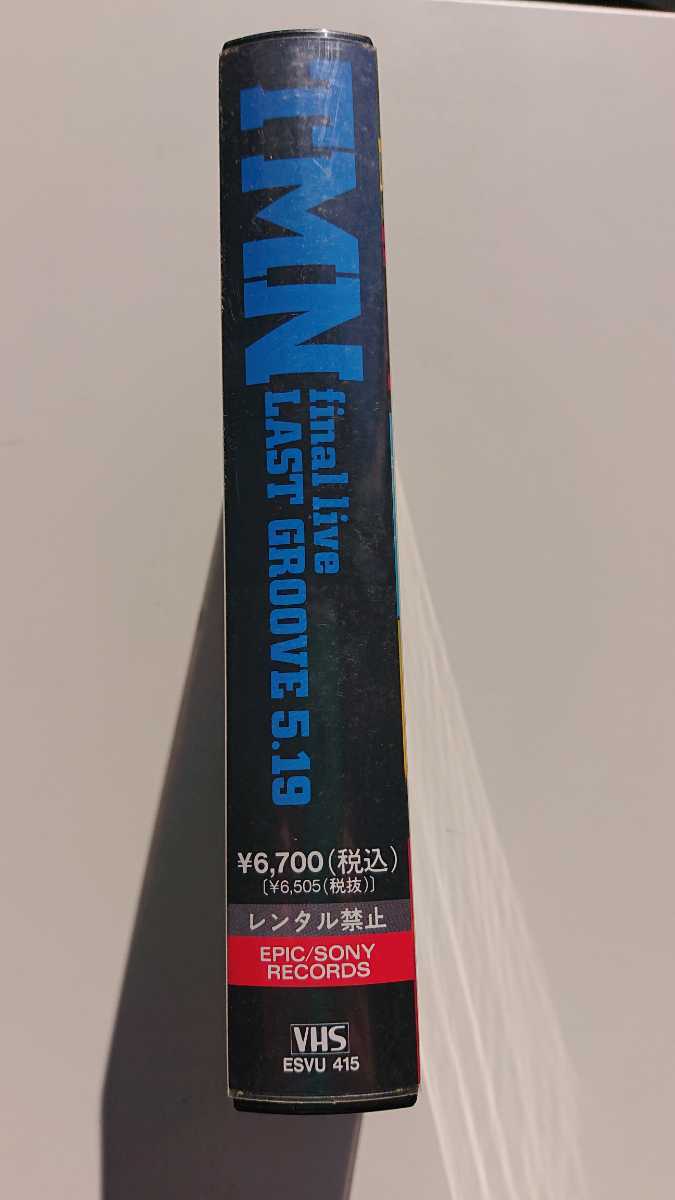 TMN
final live
LAST GROOVE 5.19
¥6,700(税込)
[¥6,505(税抜)]
レンタル禁止
EPIC/SONY
RECORDS
VHS
ESVU 415